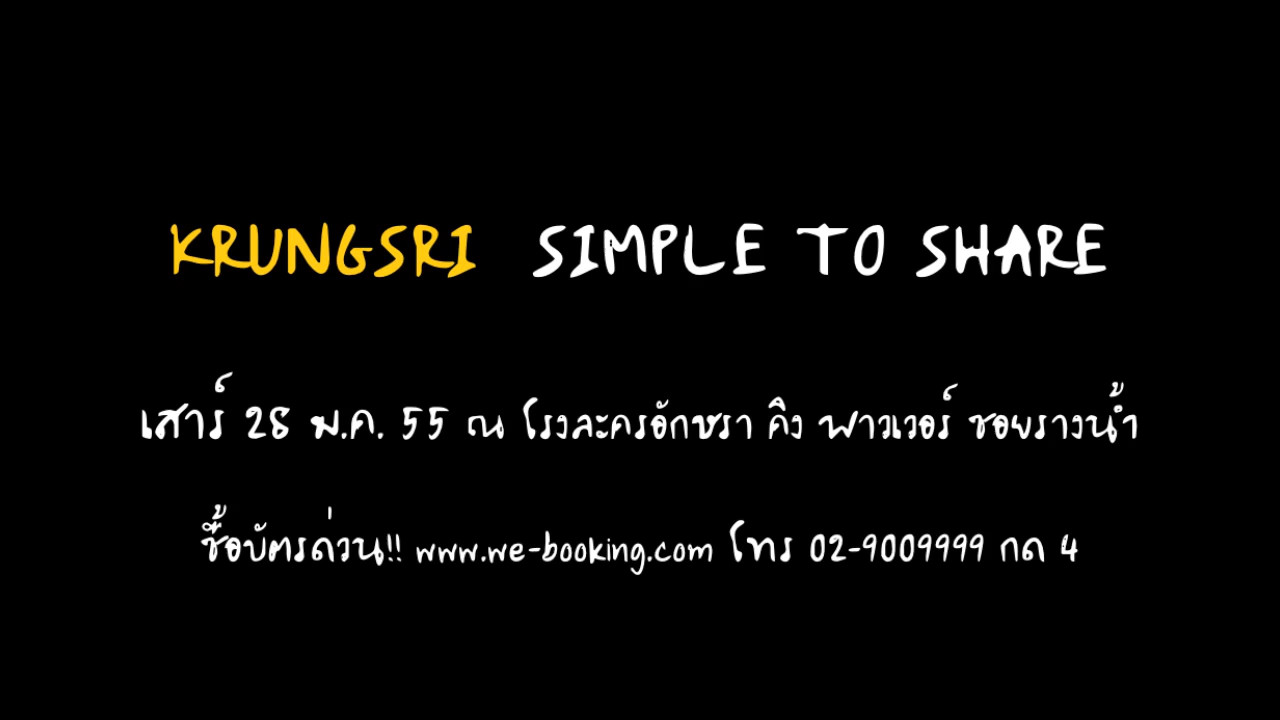 KRUNGSRI SIMPLE TO SHARE
เสาร์ 28 ม.ค. 55 ณ โรงละครอักษรา คิง พาวเวอร์ ซอยรางน้ำ
ซื้อบัตรด่วน!! www.we-booking.com โทร 02-9009999 กด 4